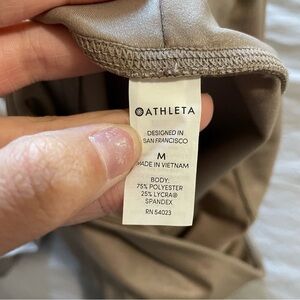 ATHLETA
DESIGNED IN
SAN FRANCISCO
M
MADE IN VIETNAM
BODY:
75% POLYESTER
25% LYCRA®
SPANDEX
RN 54023